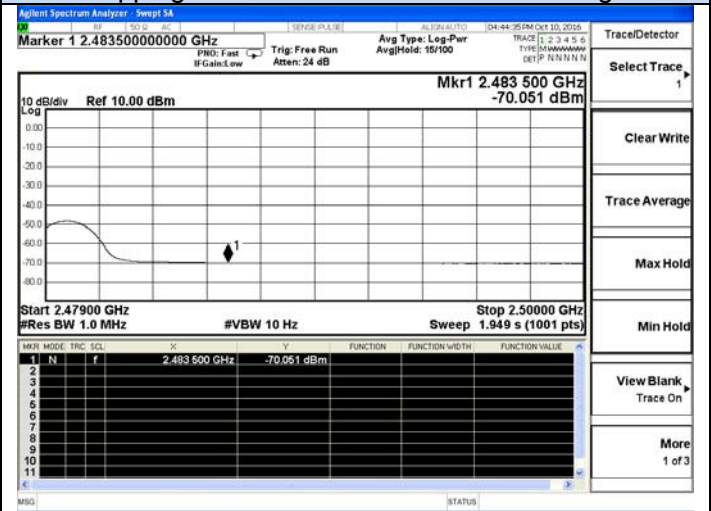 Agilent Spectrum Analyzer - Swept SA
RF 50 Ω AC SENSE:PULSE ALIGN AUTO 04:44:35 PM Oct 10, 2016
Marker 1 2.483500000000 GHz
PNO: Fast
IFGain:Low
Trig: Free Run
Atten: 24 dB
Avg Type: Log-Pwr
Avg|Hold: 15/100
TRACE 1 2 3 4 5 6
TYPE MWWWWW
DET P NNNNN
Trace/Detector
Select Trace
1
Clear Write
Trace Average
Max Hold
Min Hold
View Blank
Trace On
More
1 of 3
Mkr1 2.483 500 GHz
-70.051 dBm
10 dB/div Ref 10.00 dBm
Log
0.00
-10.0
-20.0
-30.0
-40.0
-50.0
-60.0
-70.0
-80.0
1
Start 2.47900 GHz Stop 2.50000 GHz
#Res BW 1.0 MHz #VBW 10 Hz Sweep 1.949 s (1001 pts)
MKR MODE TRC SCL X Y FUNCTION FUNCTION WIDTH FUNCTION VALUE
1 N f 2.483 500 GHz -70.051 dBm
2
3
4
5
6
7
8
9
10
11
MSG STATUS